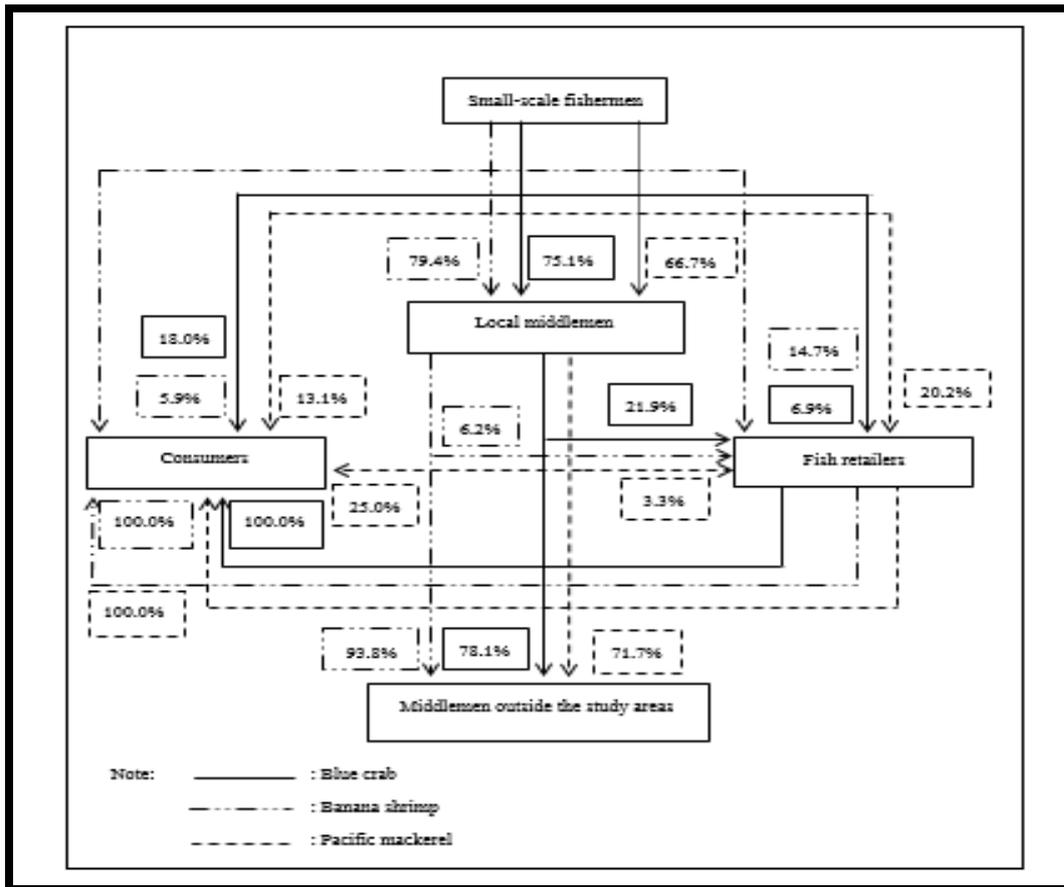 Small-scale fishermen
79.4%
75.1%
66.7%
Local middlemen
18.0%
14.7%
5.9%
13.1%
21.9%
6.9%
20.2%
6.2%
Consumers
Fish retailers
25.0%
3.3%
100.0%
100.0%
100.0%
93.8%
78.1%
71.7%
Middlemen outside the study areas
Note: : Blue crab
: Banana shrimp
: Pacific mackerel